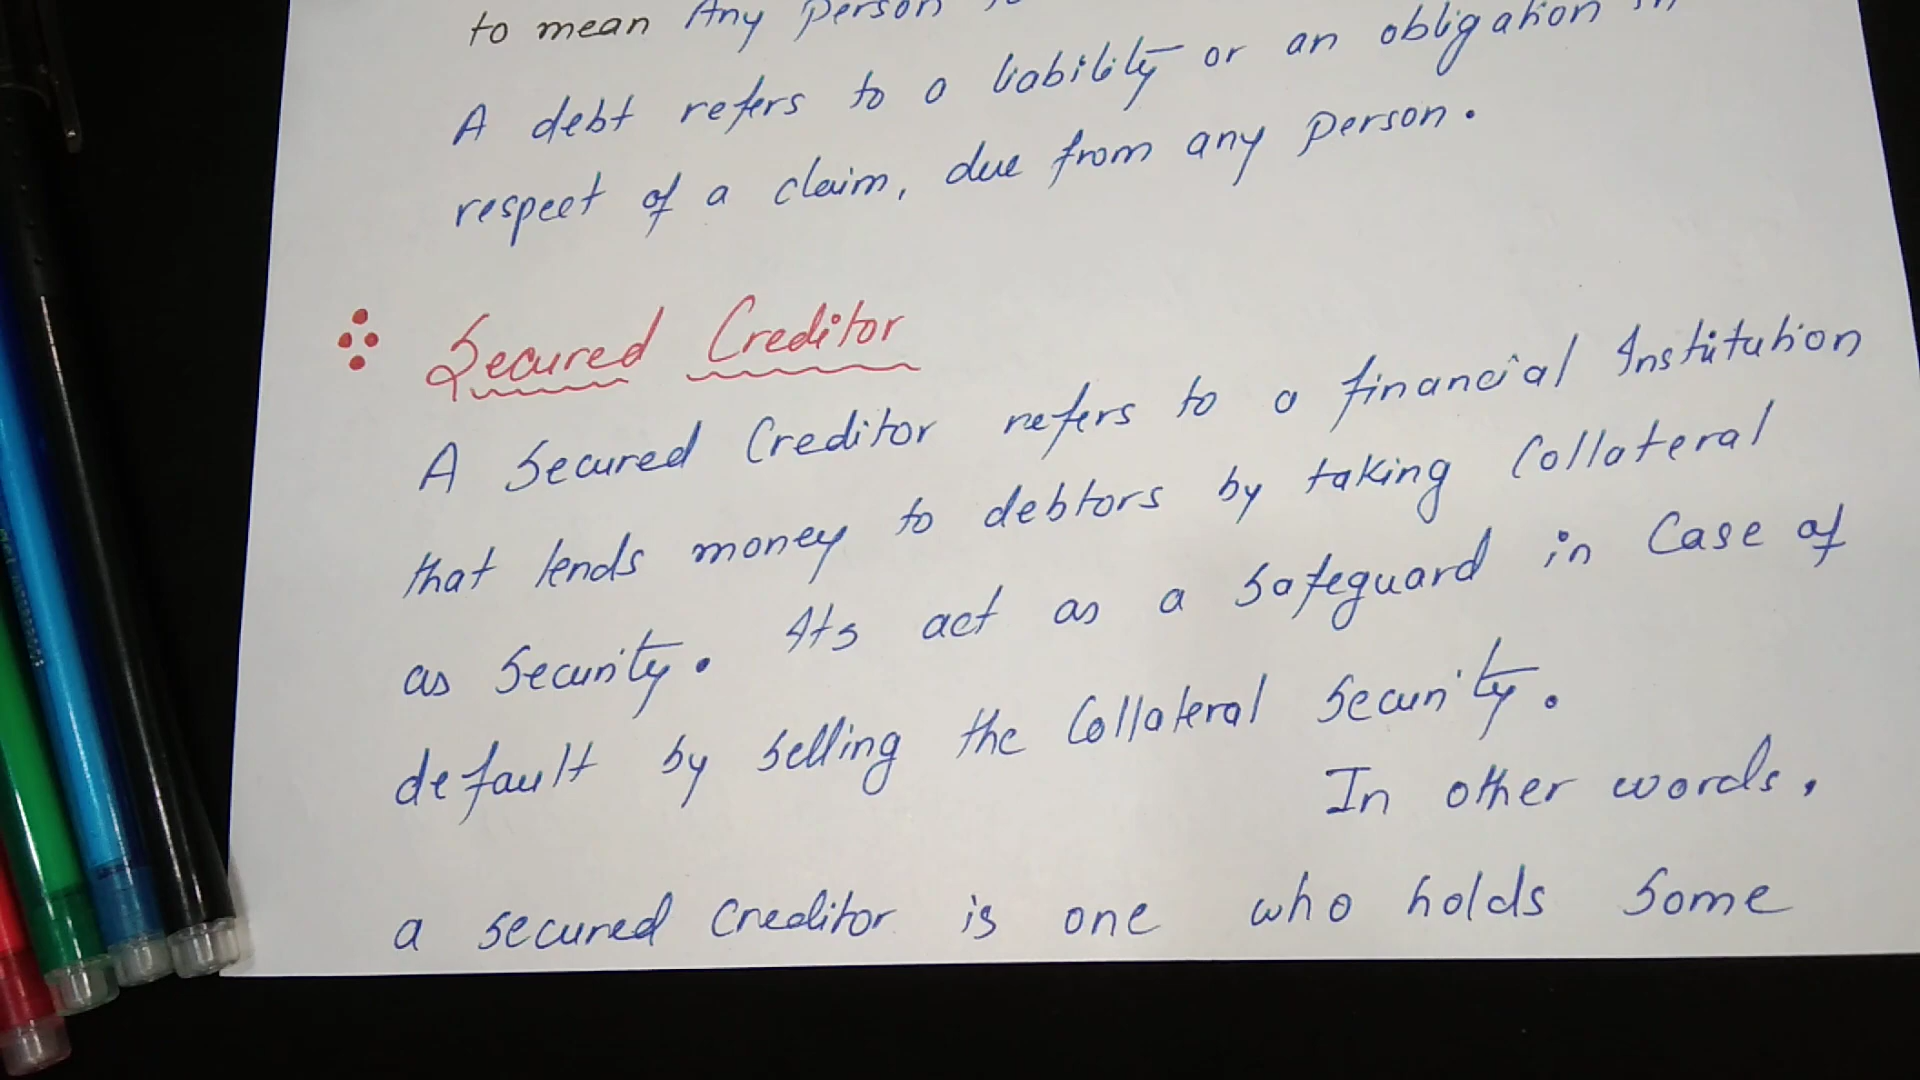 to mean Any person
A debt refers to a liability or an obligation in
respect of a claim, due from any person.
Secured Creditor
A Secured Creditor refers to a financial Institution
that lends money to debtors by taking Collateral
as Security. Its act as a Safeguard in Case of
default by Selling the Collateral Security.
In other words,
a secured Creditor is one who holds Some